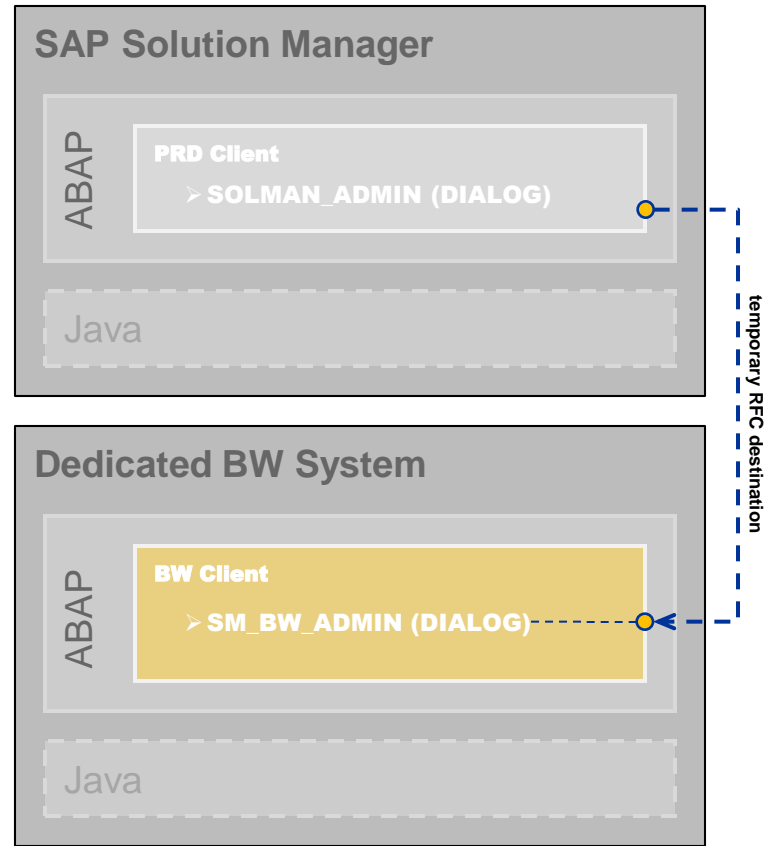 SAP Solution Manager
ABAP
PRD Client
➢ SOLMAN_ADMIN (DIALOG)
Java
temporary RFC destination
Dedicated BW System
ABAP
BW Client
➢ SM_BW_ADMIN (DIALOG)
Java